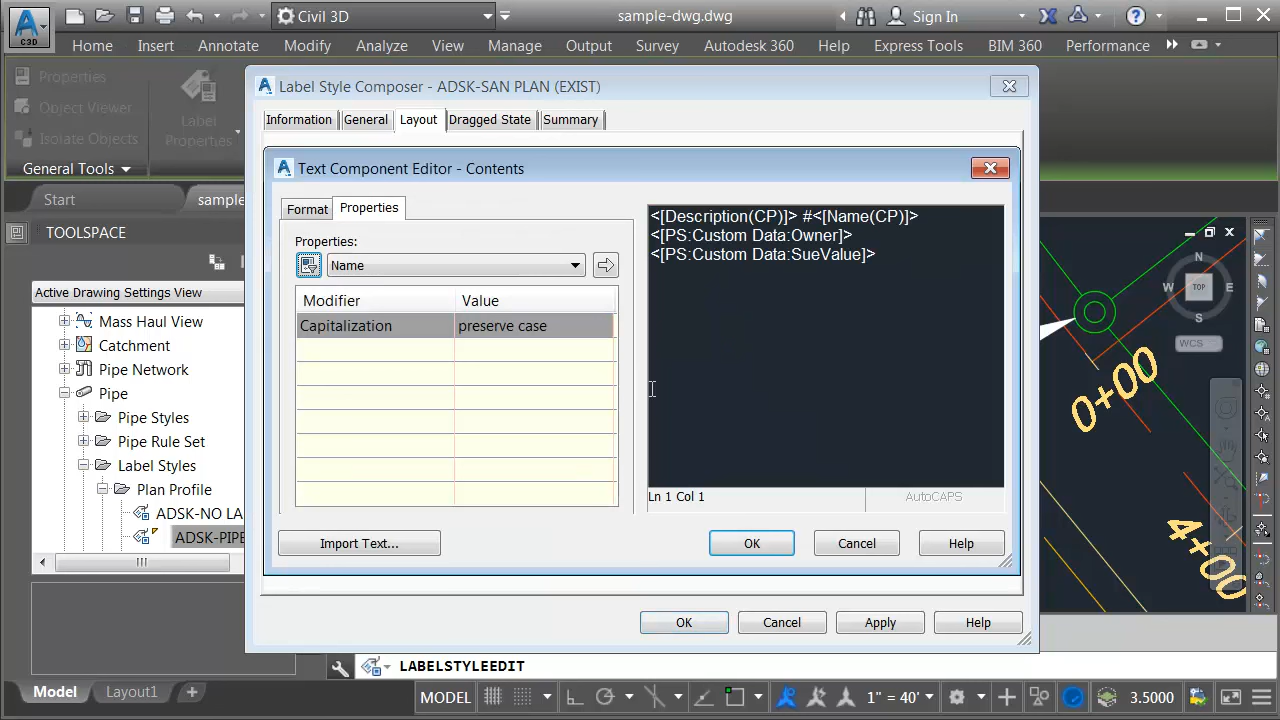 Civil 3D
sample-dwg.dwg
Sign In
C3D
Home
Insert
Annotate
Modify
Analyze
View
Manage
Output
Survey
Autodesk 360
Help
Express Tools
BIM 360
Performance
Properties
Object Viewer
Isolate Objects
Label
Properties
General Tools
Label Style Composer - ADSK-SAN PLAN (EXIST)
Information
General
Layout
Dragged State
Summary
Start
sample
TOOLSPACE
Active Drawing Settings View
Mass Haul View
Catchment
Pipe Network
Pipe
Pipe Styles
Pipe Rule Set
Label Styles
Plan Profile
ADSK-NO LA
ADSK-PIPE
Text Component Editor - Contents
Format
Properties
Properties:
Name
Modifier Value
Capitalization preserve case
<[Description(CP)]> #<[Name(CP)]>
<[PS:Custom Data:Owner]>
<[PS:Custom Data:SueValue]>
Ln 1 Col 1
AutoCAPS
Import Text...
OK
Cancel
Help
OK
Cancel
Apply
Help
N
W
TOP
E
S
WCS
0+00
4+00
LABELSTYLEEDIT
Model
Layout1
MODEL
1" = 40'
3.5000